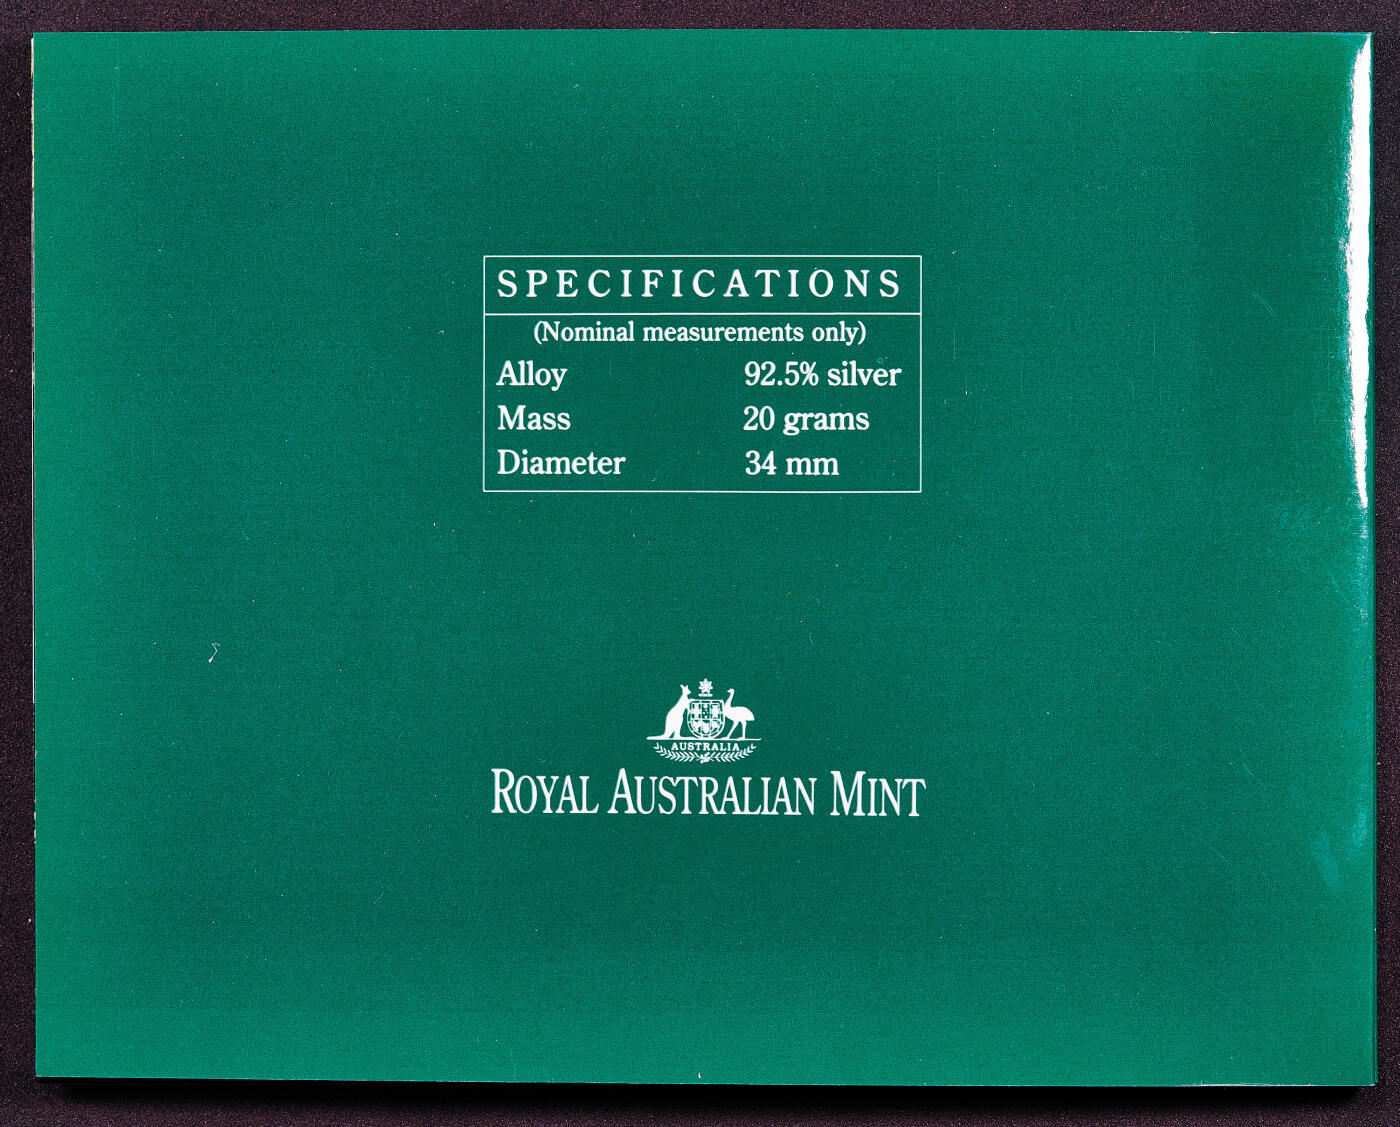 SPECIFICATIONS
(Nominal measurements only)
Alloy 92.5% silver
Mass 20 grams
Diameter 34 mm
AUSTRALIA
ROYAL AUSTRALIAN MINT